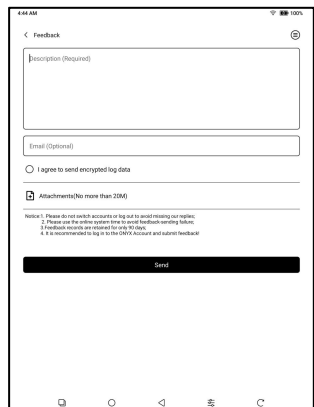 4:44 AM 100%
Feedback
Description (Required)
Email (Optional)
I agree to send encrypted log data
Attachments(No more than 20M)
Notice:1. Please do not switch accounts or log out to avoid missing our replies;
2. Please use the online system time to avoid feedback sending failure;
3.Feedback records are retained for only 90 days;
4. It is recommended to log in to the ONYX Account and submit feedback!
Send